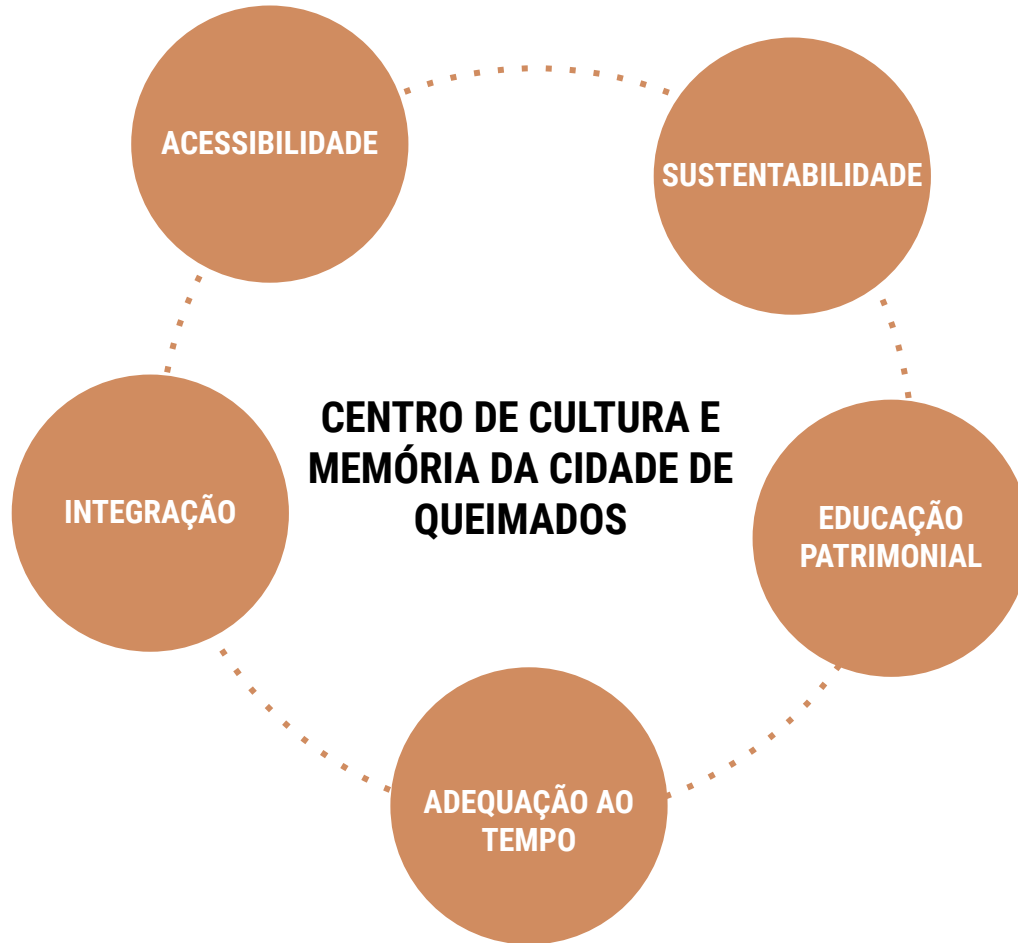 ACESSIBILIDADE
SUSTENTABILIDADE
CENTRO DE CULTURA E
MEMÓRIA DA CIDADE DE
QUEIMADOS
INTEGRAÇÃO
EDUCAÇÃO
PATRIMONIAL
ADEQUAÇÃO AO
TEMPO